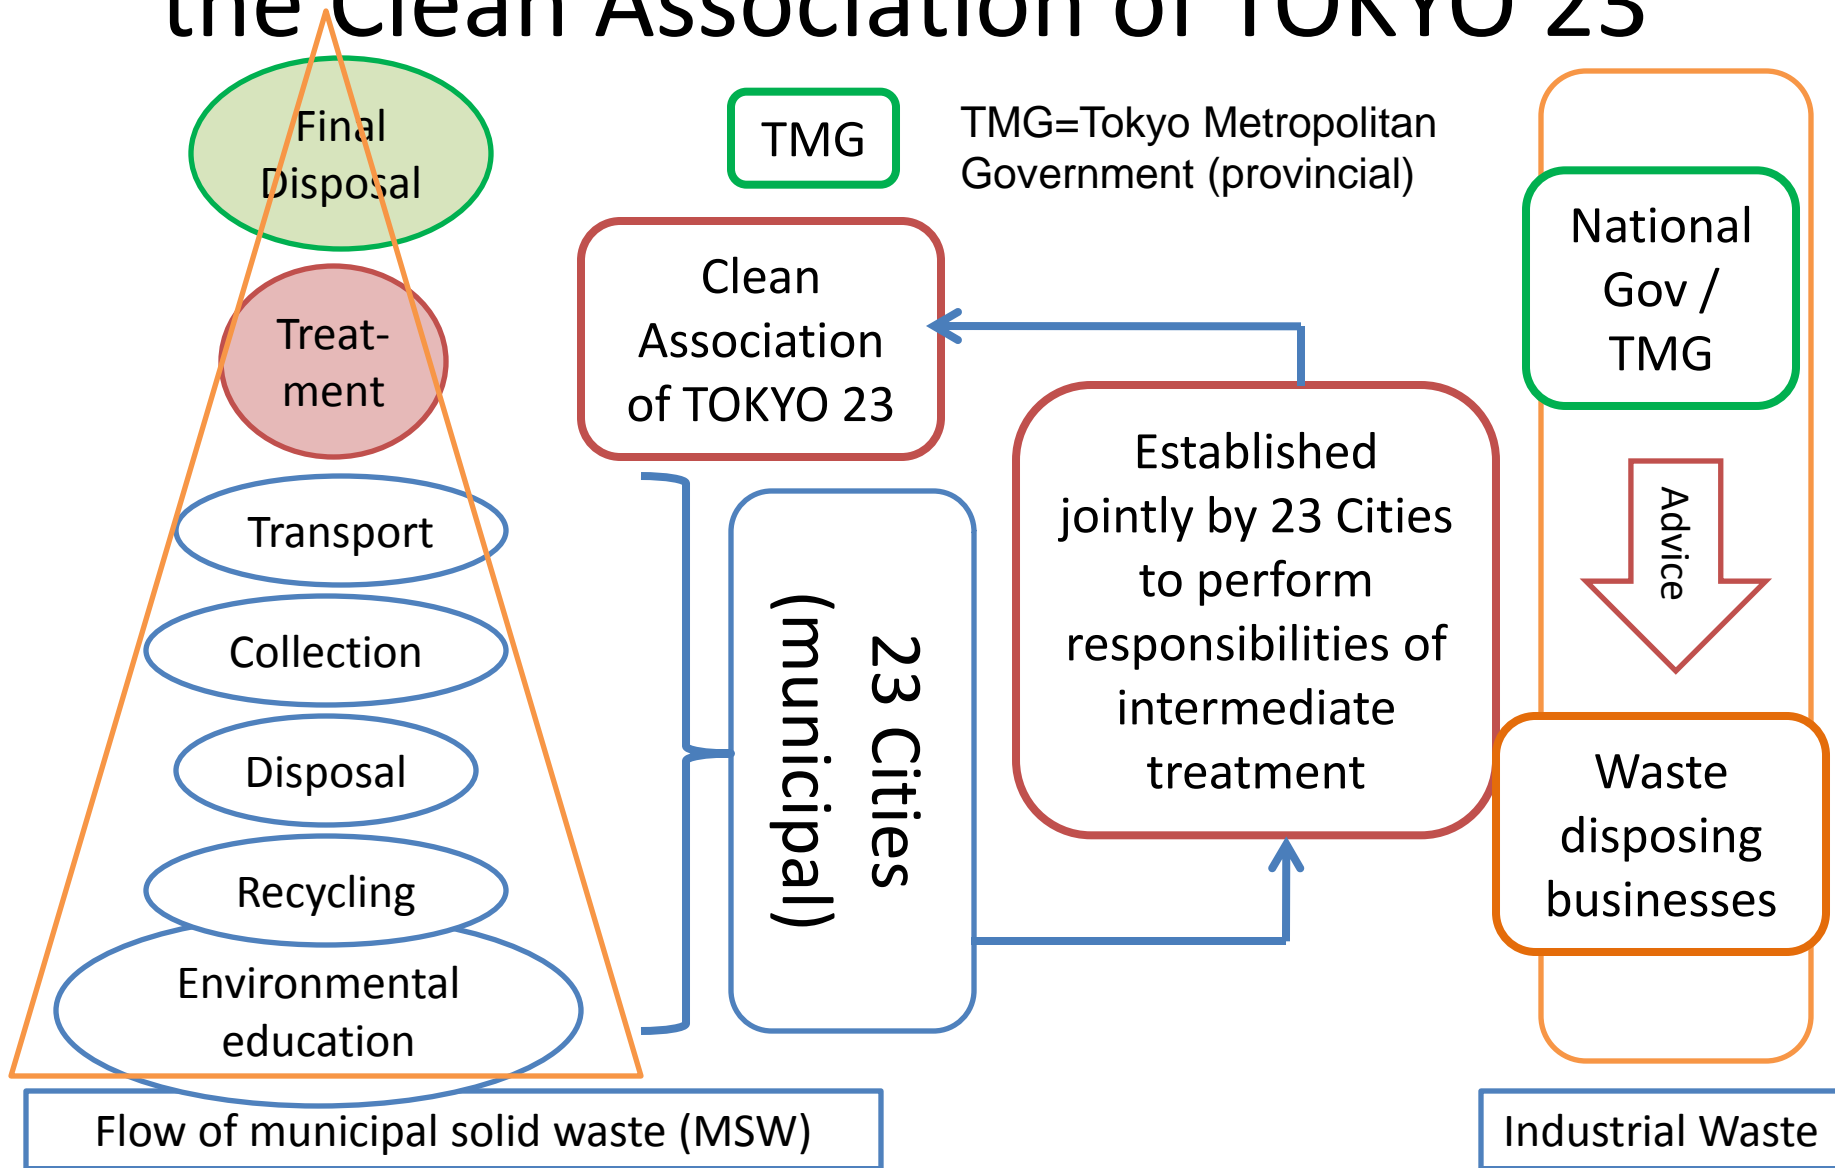 the Clean Association of TOKYO 23
Final
Disposal
Treat-
ment
Transport
Collection
Disposal
Recycling
Environmental
education
Flow of municipal solid waste (MSW)
TMG
TMG=Tokyo Metropolitan
Government (provincial)
Clean
Association
of TOKYO 23
23 Cities
(municipal)
Established
jointly by 23 Cities
to perform
responsibilities of
intermediate
treatment
National
Gov /
TMG
Advice
Waste
disposing
businesses
Industrial Waste